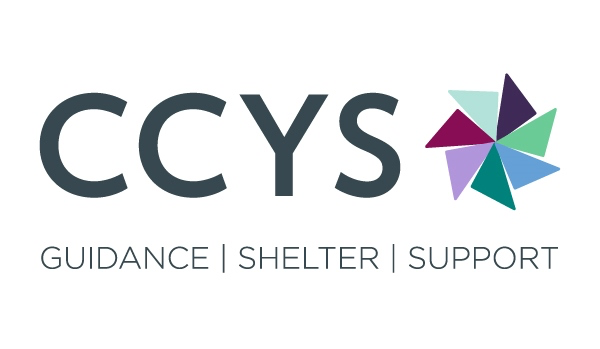 CCYS
GUIDANCE | SHELTER | SUPPORT